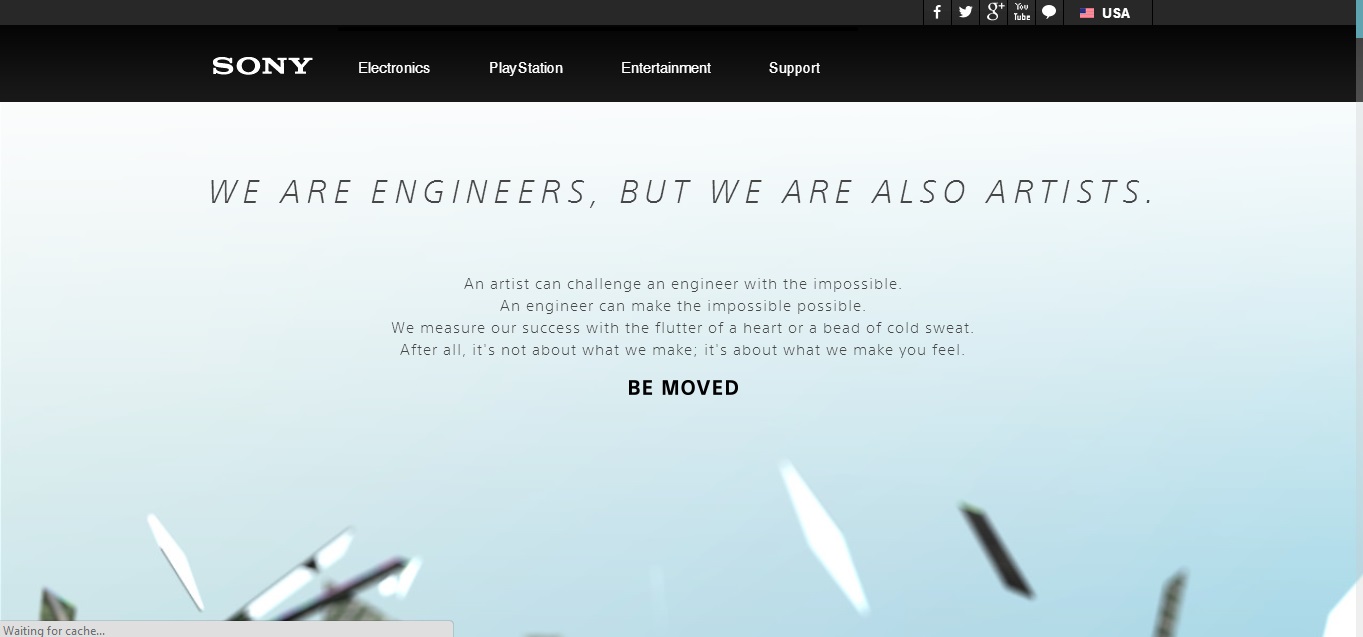 f g+ You Tube USA
SONY Electronics PlayStation Entertainment Support
WE ARE ENGINEERS, BUT WE ARE ALSO ARTISTS.
An artist can challenge an engineer with the impossible.
An engineer can make the impossible possible.
We measure our success with the flutter of a heart or a bead of cold sweat.
After all, it's not about what we make; it's about what we make you feel.
BE MOVED
Waiting for cache...